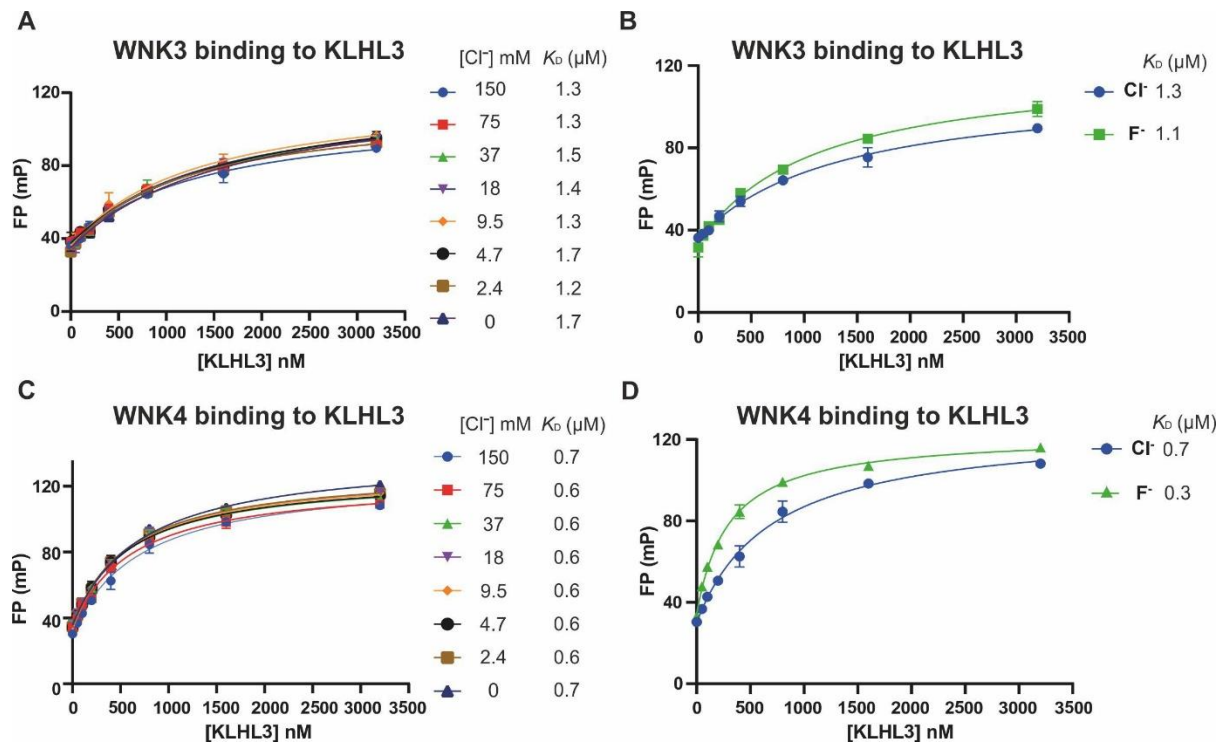 A
WNK3 binding to KLHL3
[Cl⁻] mM K_D (µM)
150 1.3
75 1.3
37 1.5
18 1.4
9.5 1.3
4.7 1.7
2.4 1.2
0 1.7
FP (mP)
120
80
40
0
0 500 1000 1500 2000 2500 3000 3500
[KLHL3] nM
B
WNK3 binding to KLHL3
K_D (µM)
Cl⁻ 1.3
F⁻ 1.1
FP (mP)
120
80
40
0
0 500 1000 1500 2000 2500 3000 3500
[KLHL3] nM
C
WNK4 binding to KLHL3
[Cl⁻] mM K_D (µM)
150 0.7
75 0.6
37 0.6
18 0.6
9.5 0.6
4.7 0.6
2.4 0.6
0 0.7
FP (mP)
120
80
40
0
0 500 1000 1500 2000 2500 3000 3500
[KLHL3] nM
D
WNK4 binding to KLHL3
K_D (µM)
Cl⁻ 0.7
F⁻ 0.3
FP (mP)
120
80
40
0
0 500 1000 1500 2000 2500 3000 3500
[KLHL3] nM